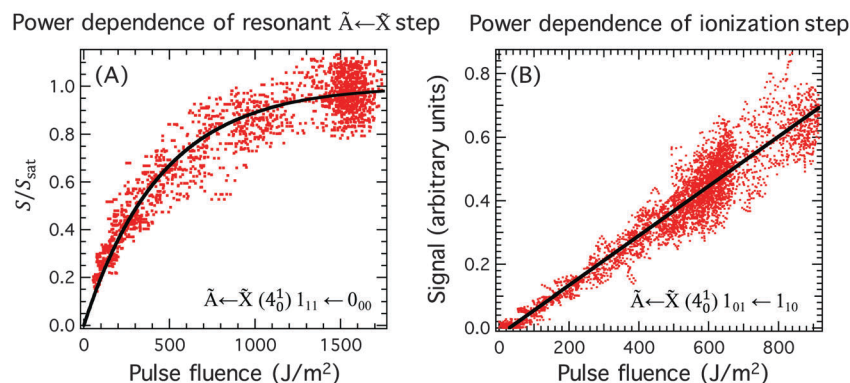 Power dependence of resonant Ã←X̃ step
(A)
S/Ssat
1.0
0.8
0.6
0.4
0.2
0.0
Ã←X̃ (4¹₀) 1₁₁ ← 0₀₀
0 500 1000 1500
Pulse fluence (J/m²)
Power dependence of ionization step
(B)
Signal (arbitrary units)
0.8
0.6
0.4
0.2
0.0
Ã←X̃ (4¹₀) 1₀₁ ← 1₁₀
0 200 400 600 800
Pulse fluence (J/m²)